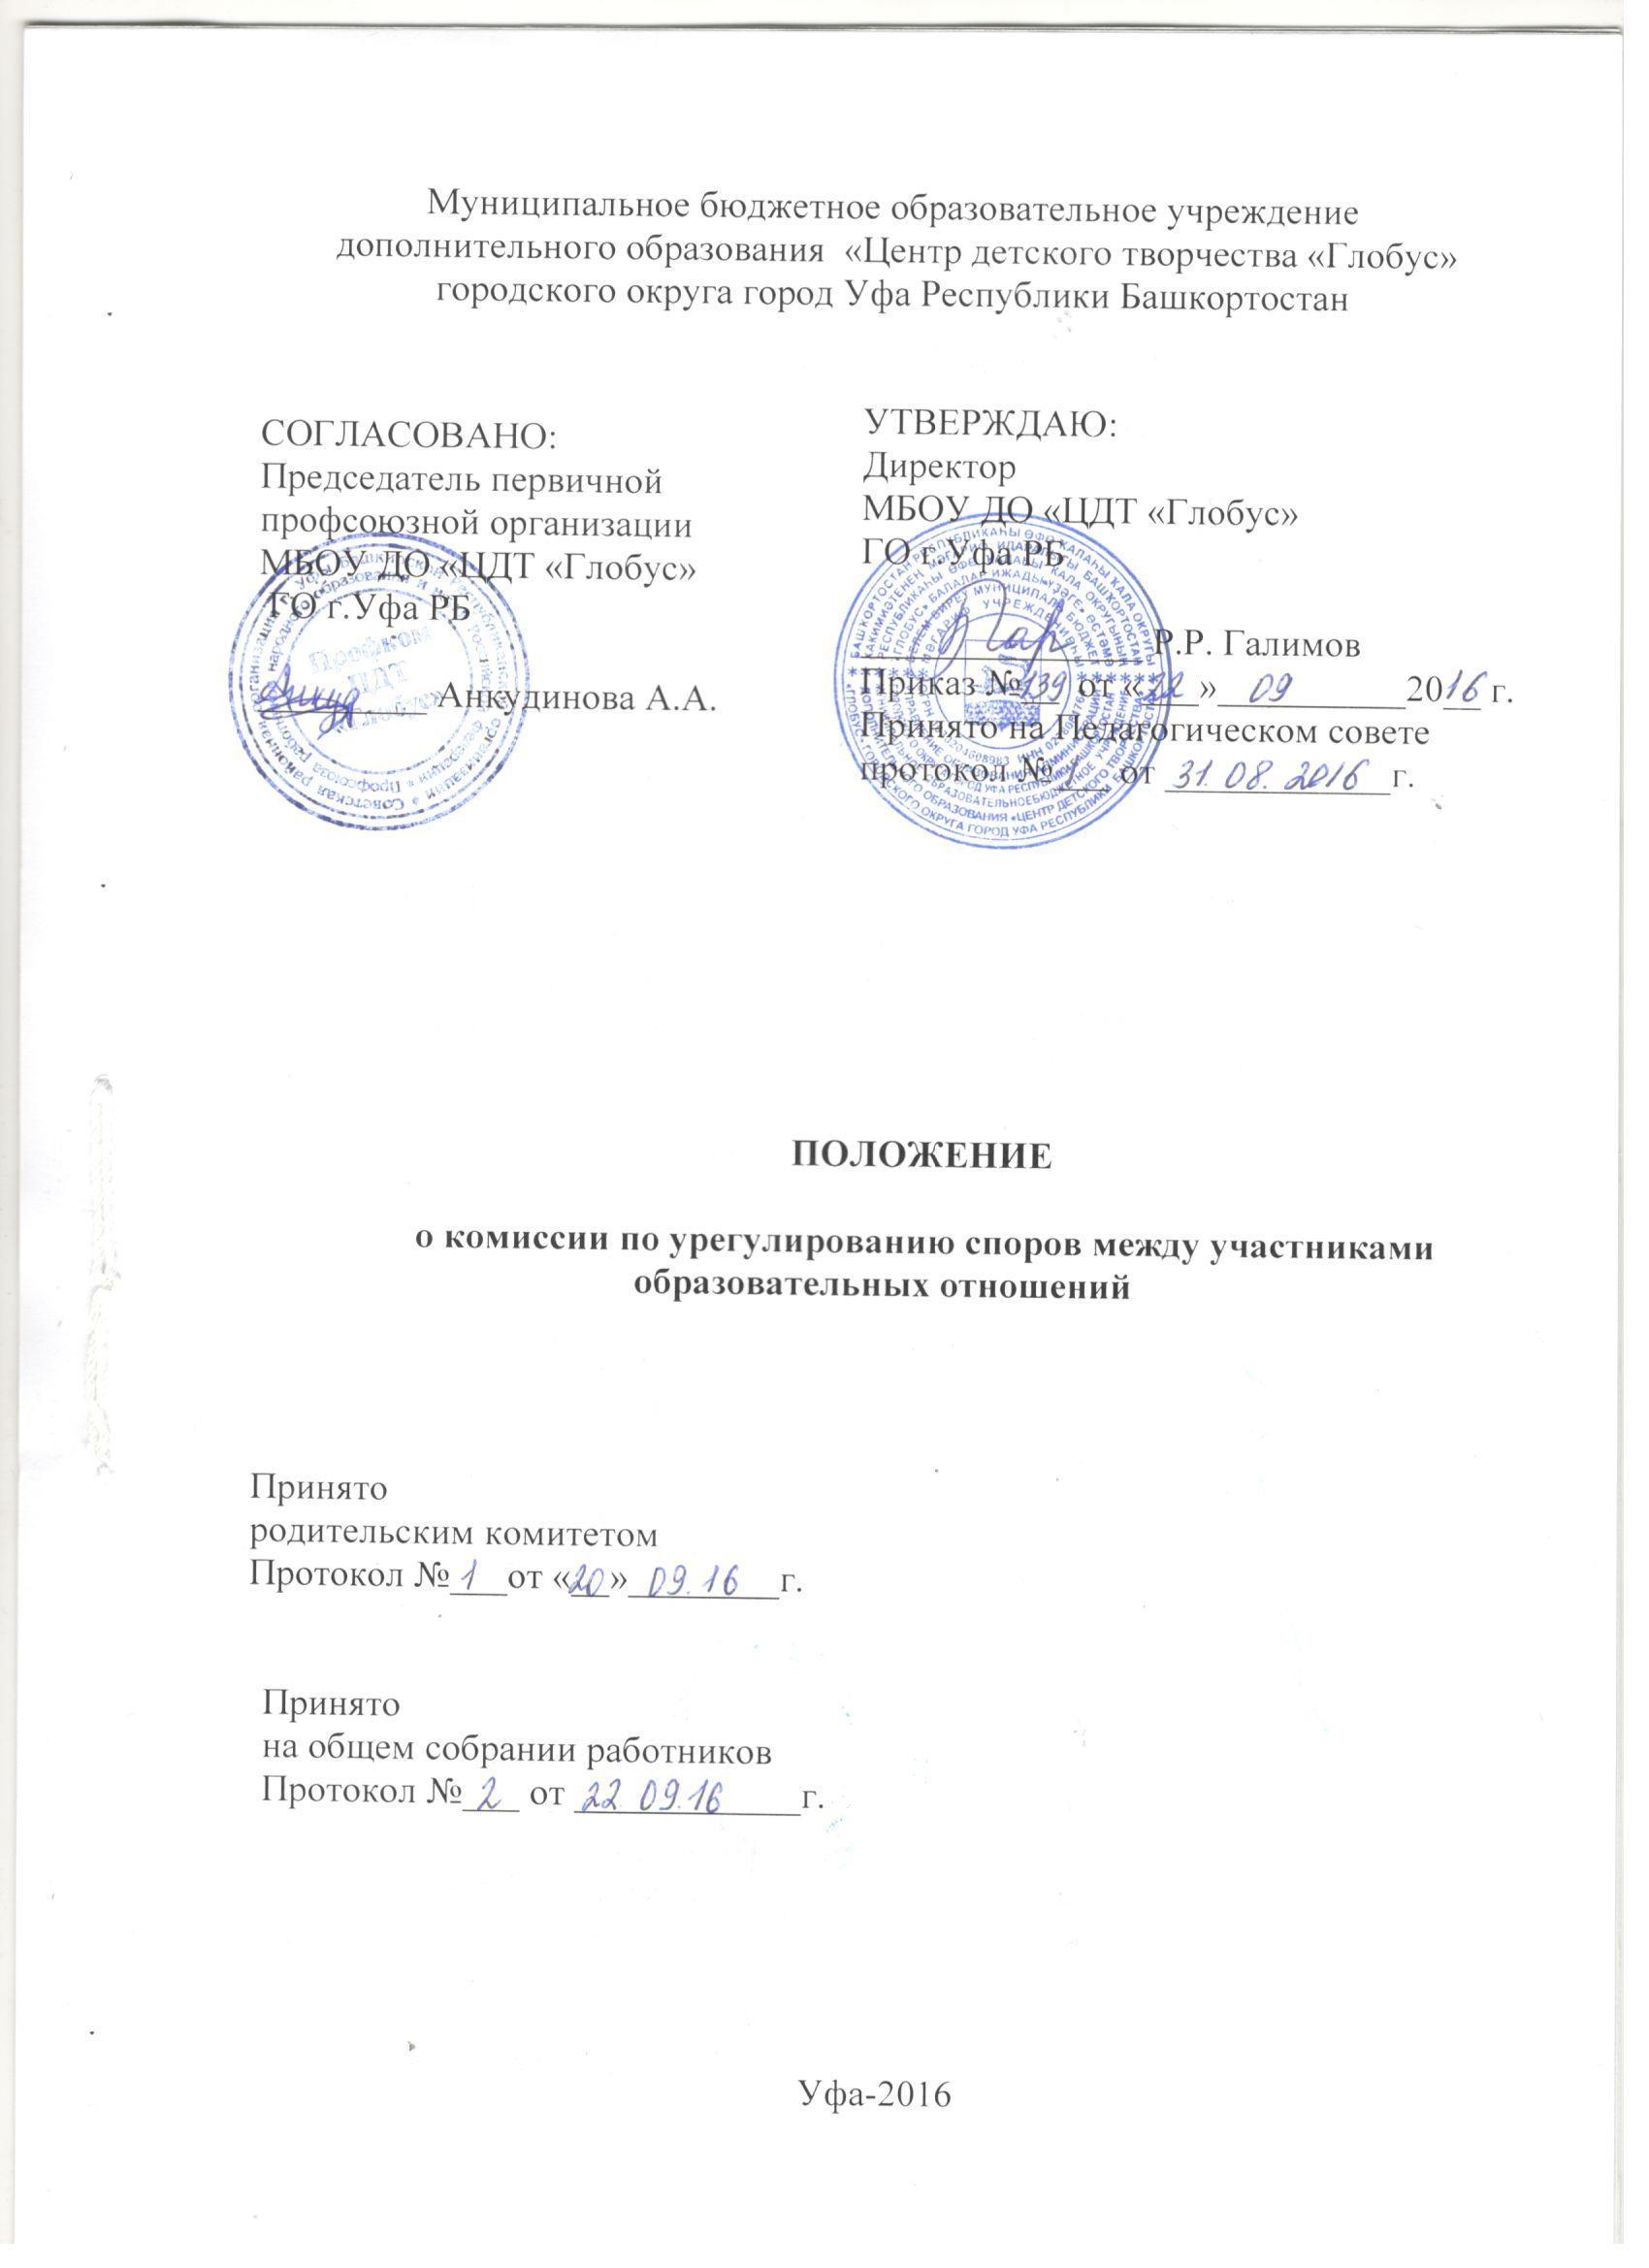 Муниципальное бюджетное образовательное учреждение
дополнительного образования «Центр детского творчества «Глобус»
городского округа город Уфа Республики Башкортостан
СОГЛАСОВАНО:
Председатель первичной
профсоюзной организации
МБОУ ДО «ЦДТ «Глобус»
ГО г.Уфа РБ
Анкудинова А.А.
Профком
ЦДТ
«Глобус»
УТВЕРЖДАЮ:
Директор
МБОУ ДО «ЦДТ «Глобус»
ГО г.Уфа РБ
Р.Р. Галимов
Приказ № 139 от «22» 09 2016 г.
Принято на Педагогическом совете
протокол № 1 от 31.08.2016 г.
ПОЛОЖЕНИЕ
о комиссии по урегулированию споров между участниками
образовательных отношений
Принято
родительским комитетом
Протокол № 1 от «20» 09.16 г.
Принято
на общем собрании работников
Протокол № 2 от 22.09.16 г.
Уфа-2016